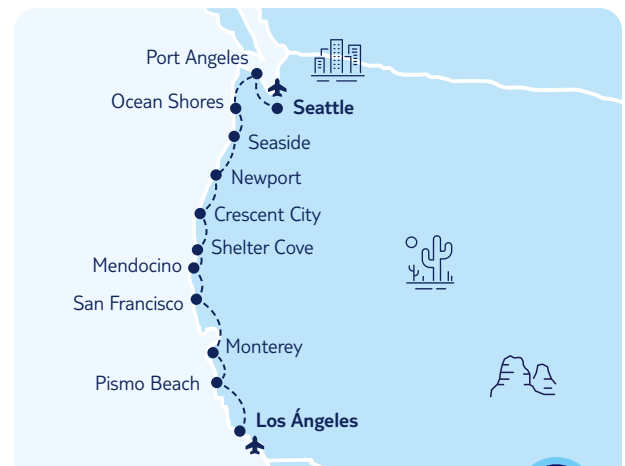 Port Angeles
Ocean Shores
Seattle
Seaside
Newport
Crescent City
Shelter Cove
Mendocino
San Francisco
Monterey
Pismo Beach
Los Ángeles